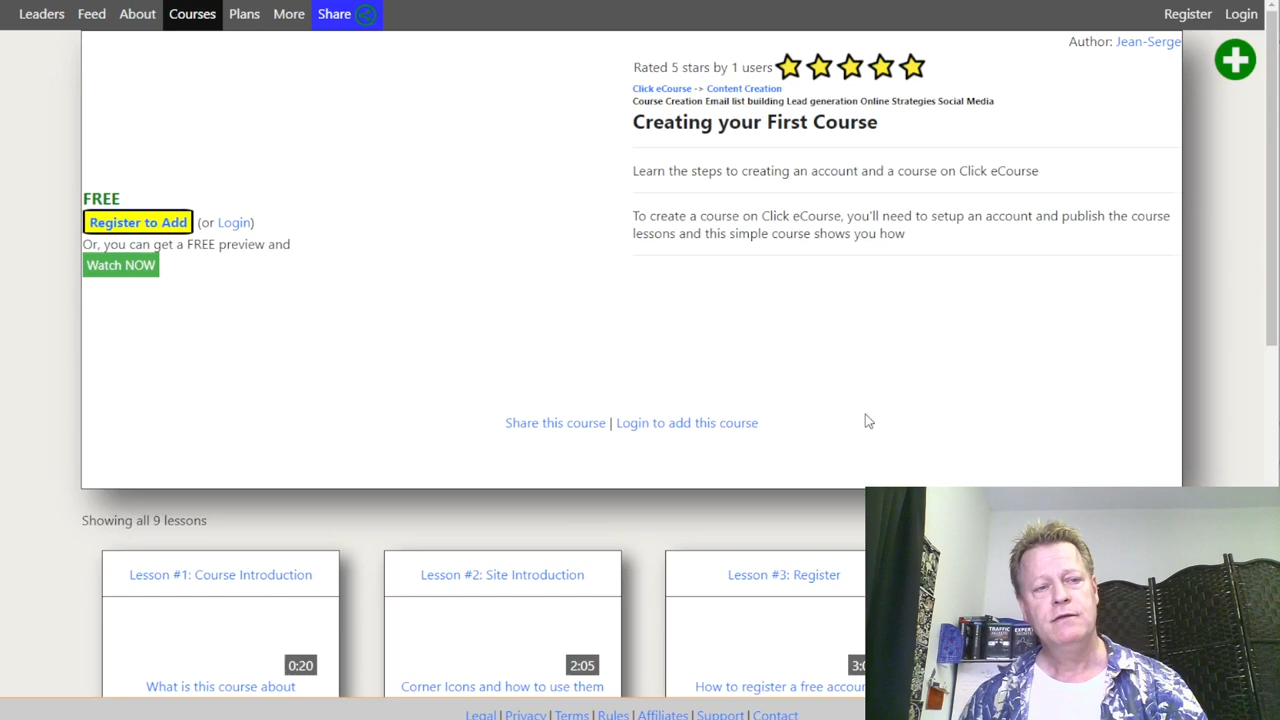 Leaders Feed About Courses Plans More Share Register Login
Author: Jean-Serge
Rated 5 stars by 1 users
Click eCourse -> Content Creation
Course Creation Email list building Lead generation Online Strategies Social Media
Creating your First Course
Learn the steps to creating an account and a course on Click eCourse
FREE
Register to Add (or Login)
Or, you can get a FREE preview and
Watch NOW
To create a course on Click eCourse, you'll need to setup an account and publish the course
lessons and this simple course shows you how
Share this course | Login to add this course
Showing all 9 lessons
Lesson #1: Course Introduction
0:20
What is this course about
Lesson #2: Site Introduction
2:05
Corner Icons and how to use them
Lesson #3: Register
3:0
How to register a free accoun
TRAFFIC
EXPERT
Legal | Privacy | Terms | Rules | Affiliates | Support | Contact